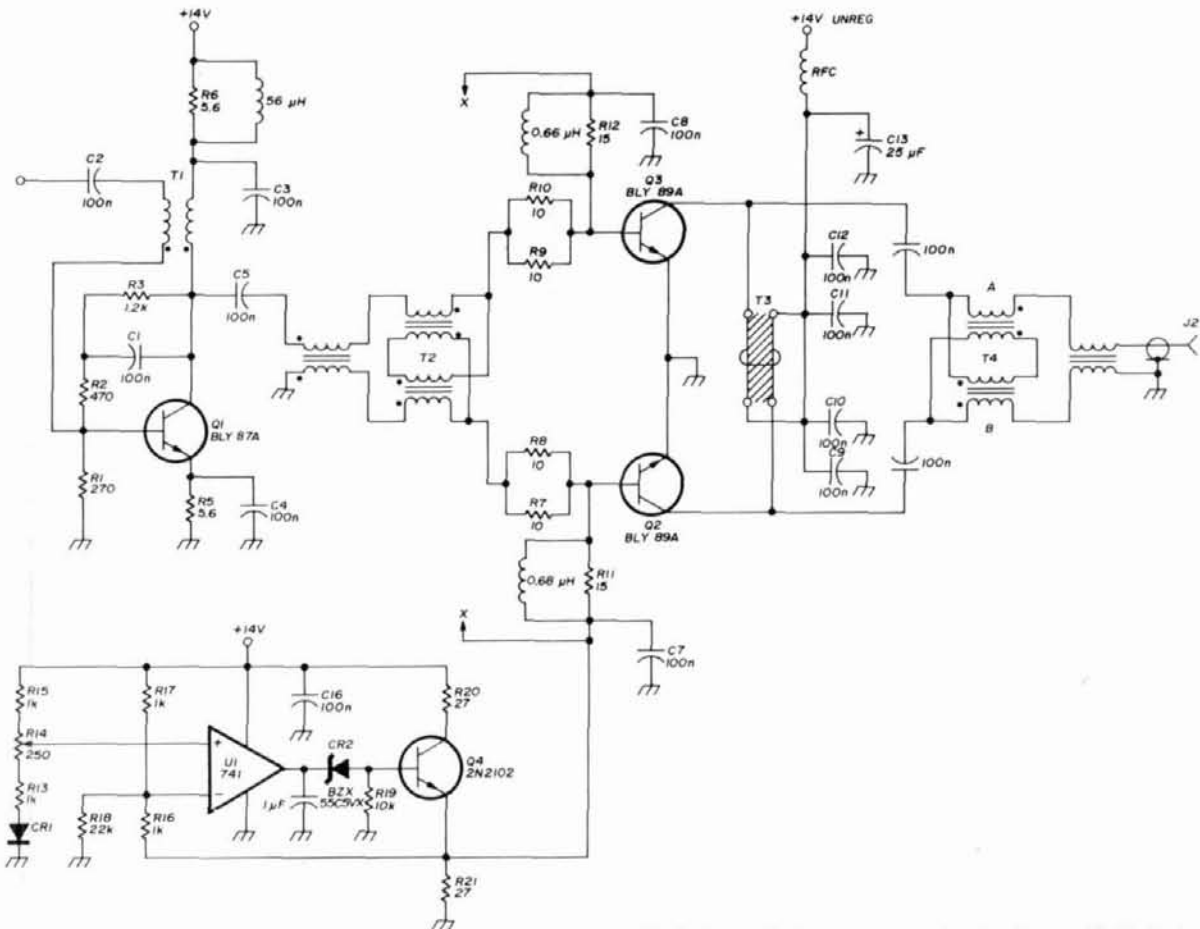 +14V
R6
5.6
56 µH
C2
100n
T1
C3
100n
R3
1.2k
C5
100n
C1
100n
R2
470
Q1
BLY 87A
R1
270
R5
5.6
C4
100n
T2
X
0.66 µH
R12
15
C8
100n
R10
10
R9
10
Q3
BLY 89A
R8
10
R7
10
Q2
BLY 89A
0.68 µH
R11
15
X
C7
100n
+14V UNREG
RFC
+
C13
25 µF
C12
100n
T3
C11
100n
C10
100n
C9
100n
100n
A
T4
B
100n
J2
+14V
R15
1k
R17
1k
C16
100n
R20
27
R14
250
+
U1
741
-
CR2
BZX
55C5VX
Q4
2N2102
R13
1k
1µF
R19
10k
R18
22k
R16
1k
CR1
R21
27